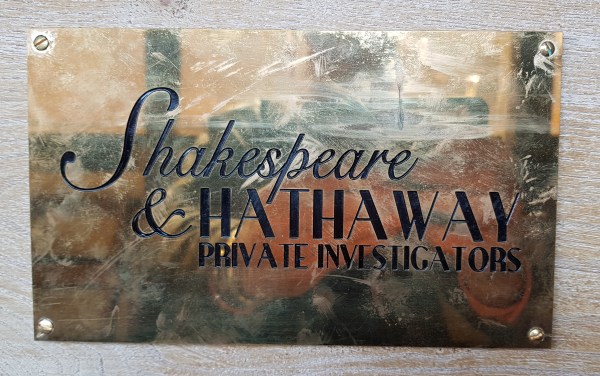 Shakespeare
& HATHAWAY
PRIVATE INVESTIGATORS